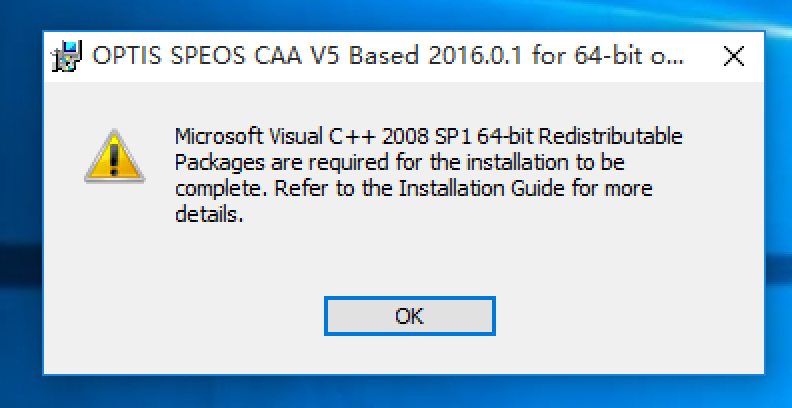 OPTIS SPEOS CAA V5 Based 2016.0.1 for 64-bit o...
Microsoft Visual C++ 2008 SP1 64-bit Redistributable
Packages are required for the installation to be
complete. Refer to the Installation Guide for more
details.
OK